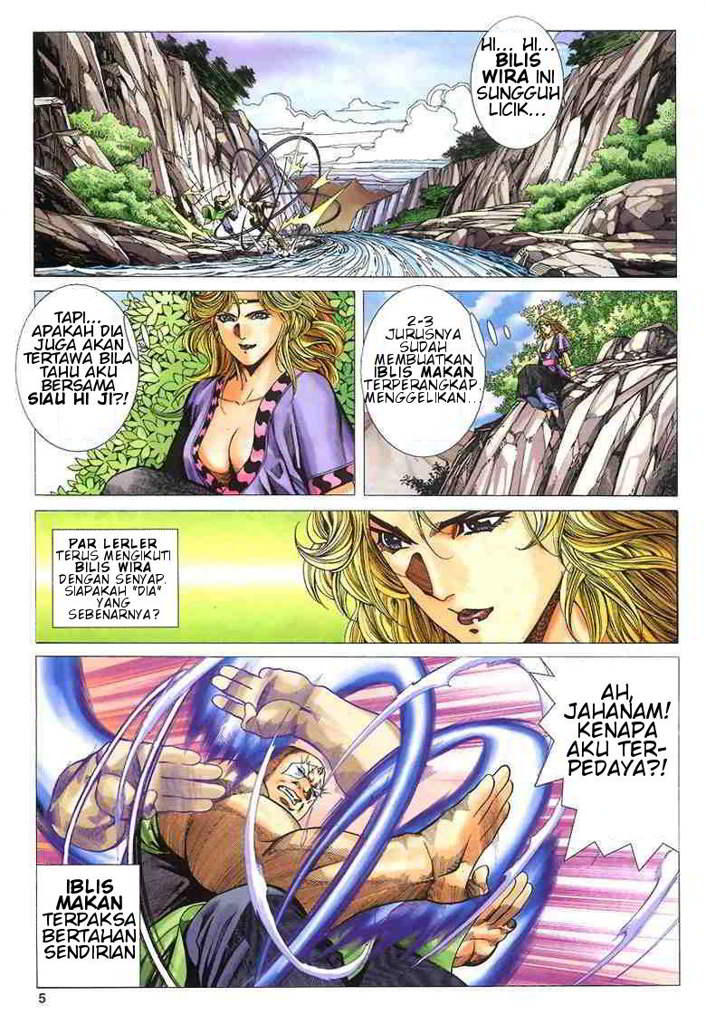 HI... HI...
BILIS
WIRA INI
SUNGGUH
LICIK...
TAPI...
APAKAH DIA
JUGA AKAN
TERTAWA BILA
TAHU AKU
BERSAMA
SIAU HI JI?!
2-3
JURUSNYA
SUDAH
MEMBUATKAN
IBLIS MAKAN
TERPERANGKAP.
MENGGELIKAN...
PAR LERLER
TERUS MENGIKUTI
BILIS WIRA
DENGAN SENYAP.
SIAPAKAH "DIA"
YANG
SEBENARNYA?
AH,
JAHANAM!
KENAPA
AKU TER-
PEDAYA?!
IBLIS
MAKAN
TERPAKSA
BERTAHAN
SENDIRIAN
5